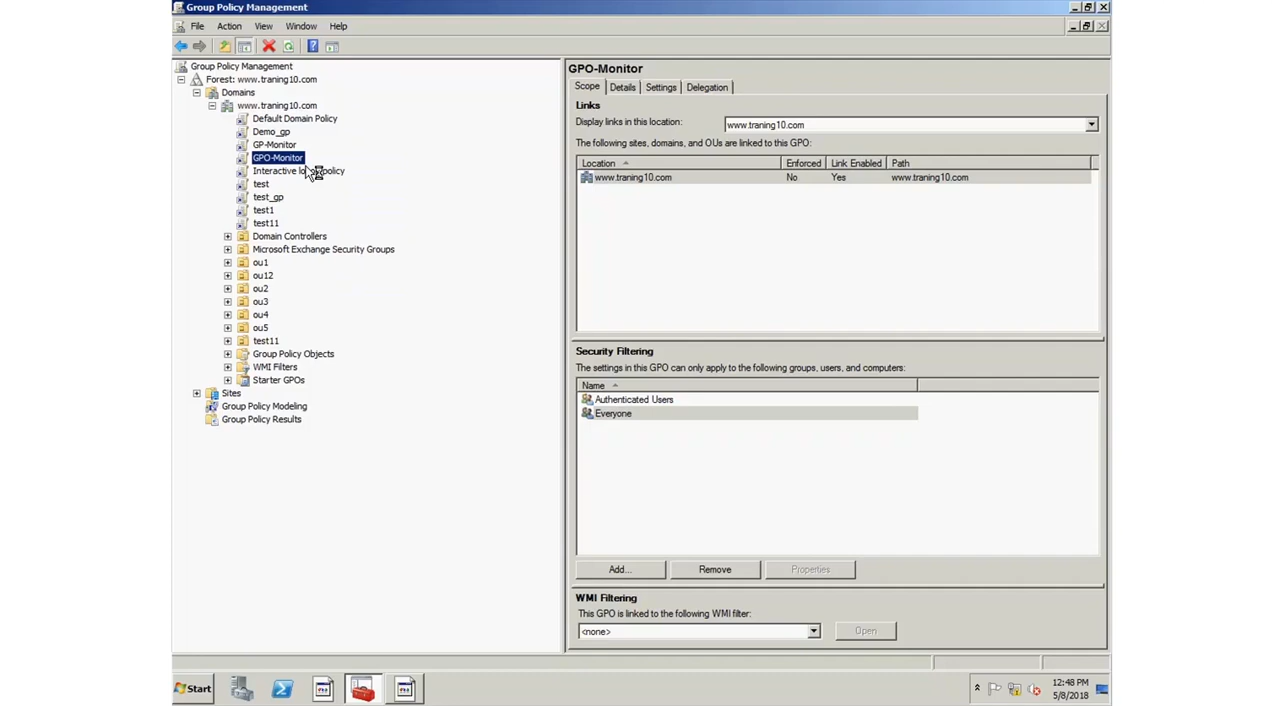 Group Policy Management
File Action View Window Help
Group Policy Management
Forest: www.traning10.com
Domains
www.traning10.com
Default Domain Policy
Demo_gp
GP-Monitor
GPO-Monitor
Interactive policy
test
test_gp
test1
test11
Domain Controllers
Microsoft Exchange Security Groups
ou1
ou12
ou2
ou3
ou4
ou5
test11
Group Policy Objects
WMI Filters
Starter GPOs
Sites
Group Policy Modeling
Group Policy Results
GPO-Monitor
Scope Details Settings Delegation
Links
Display links in this location: www.traning10.com
The following sites, domains, and OUs are linked to this GPO:
Location Enforced Link Enabled Path
www.traning10.com No Yes www.traning10.com
Security Filtering
The settings in this GPO can only apply to the following groups, users, and computers:
Name
Authenticated Users
Everyone
Add... Remove Properties
WMI Filtering
This GPO is linked to the following WMI filter:
<none> Open
Start
12:48 PM
5/8/2018